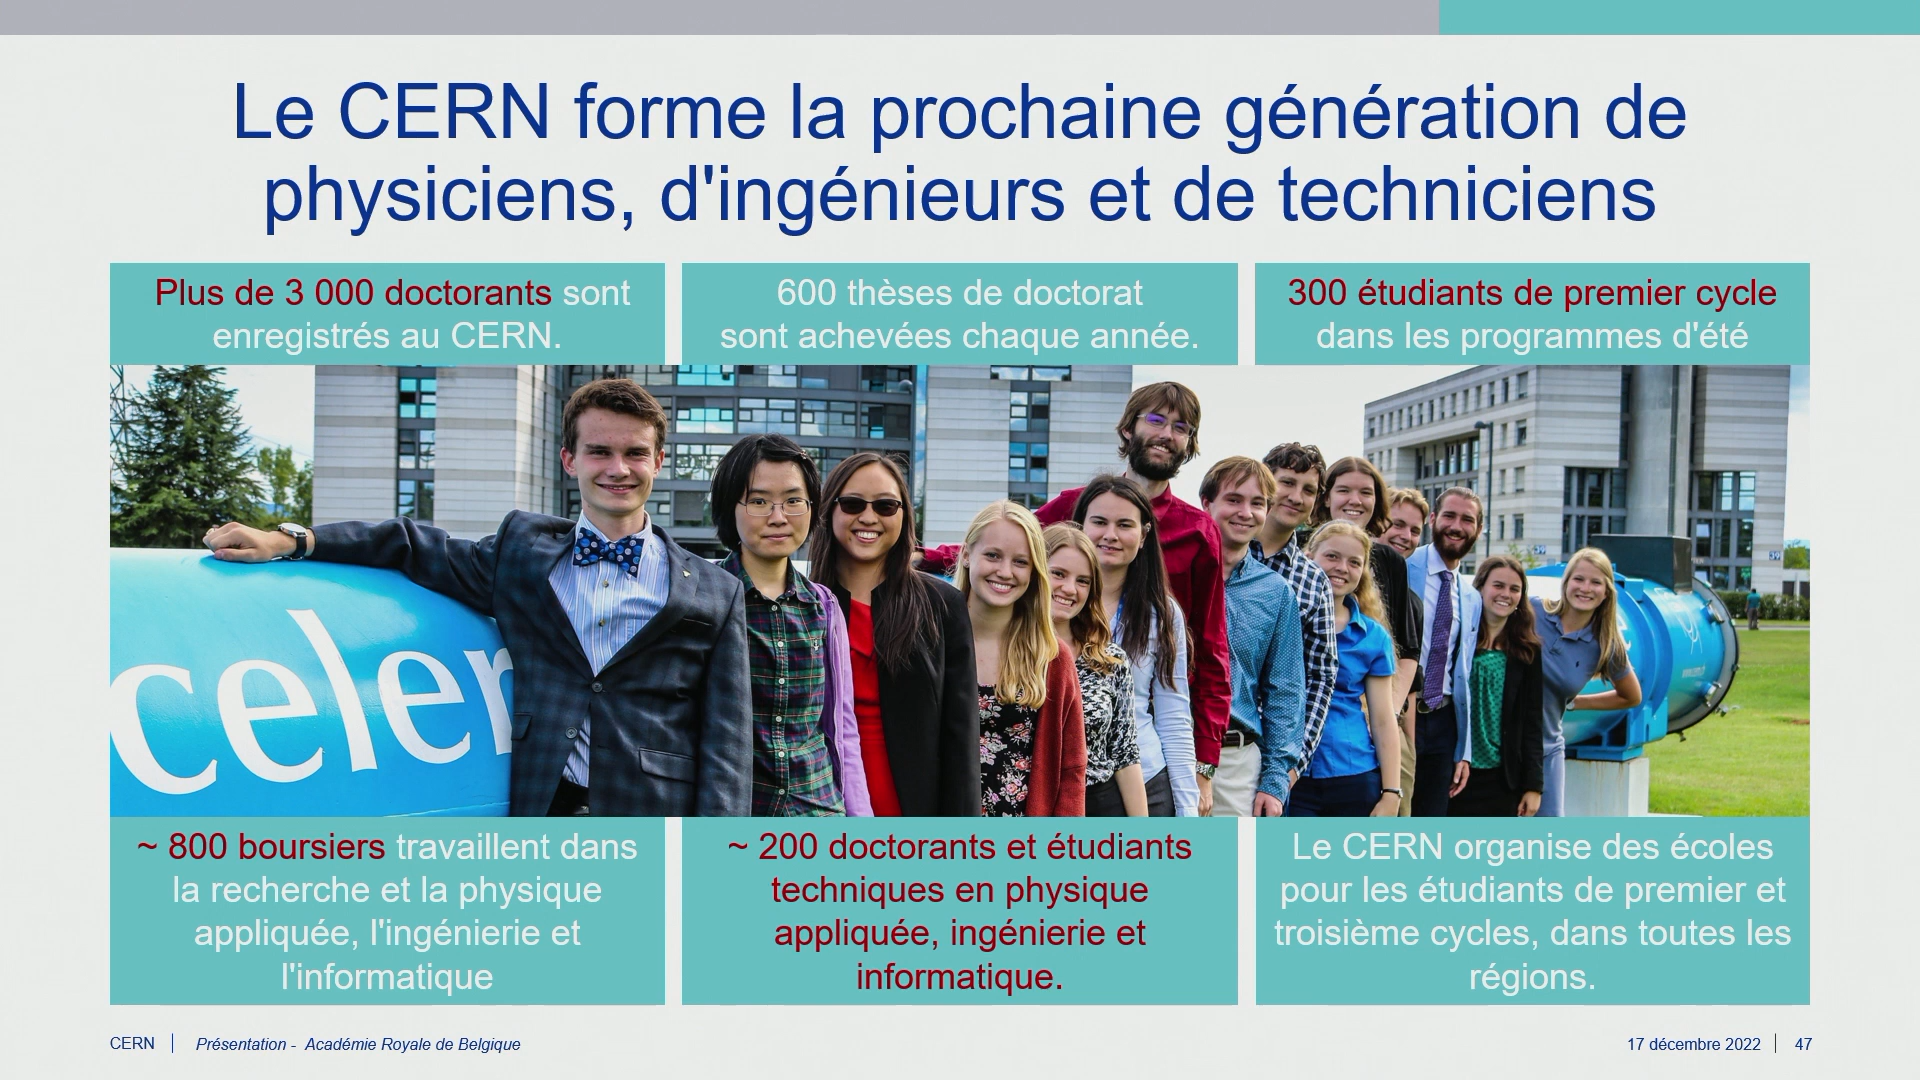 Le CERN forme la prochaine génération de
physiciens, d'ingénieurs et de techniciens
Plus de 3 000 doctorants sont
enregistrés au CERN.
600 thèses de doctorat
sont achevées chaque année.
300 étudiants de premier cycle
dans les programmes d'été
celer
39
39
~ 800 boursiers travaillent dans
la recherche et la physique
appliquée, l'ingénierie et
l'informatique
~ 200 doctorants et étudiants
techniques en physique
appliquée, ingénierie et
informatique.
Le CERN organise des écoles
pour les étudiants de premier et
troisième cycles, dans toutes les
régions.
CERN
Présentation - Académie Royale de Belgique
17 décembre 2022
47